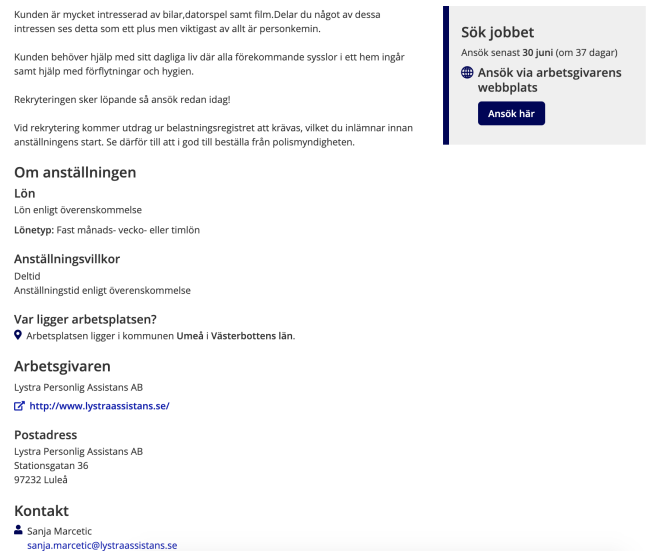 Kunden är mycket intresserad av bilar,datorspel samt film.Delar du något av dessa
intressen ses detta som ett plus men viktigast av allt är personkemin.
Kunden behöver hjälp med sitt dagliga liv där alla förekommande sysslor i ett hem ingår
samt hjälp med förflytningar och hygien.
Rekryteringen sker löpande så ansök redan idag!
Vid rekrytering kommer utdrag ur belastningsregistret att krävas, vilket du inlämnar innan
anställningens start. Se därför till att i god till beställa från polismyndigheten.
Om anställningen
Lön
Lön enligt överenskommelse
Lönetyp: Fast månads- vecko- eller timlön
Anställningsvillkor
Deltid
Anställningstid enligt överenskommelse
Var ligger arbetsplatsen?
Arbetsplatsen ligger i kommunen Umeå i Västerbottens län.
Arbetsgivaren
Lystra Personlig Assistans AB
http://www.lystraassistans.se/
Postadress
Lystra Personlig Assistans AB
Stationsgatan 36
97232 Luleå
Kontakt
Sanja Marcetic
sanja.marcetic@lystraassistans.se
Sök jobbet
Ansök senast 30 juni (om 37 dagar)
Ansök via arbetsgivarens
webbplats
Ansök här